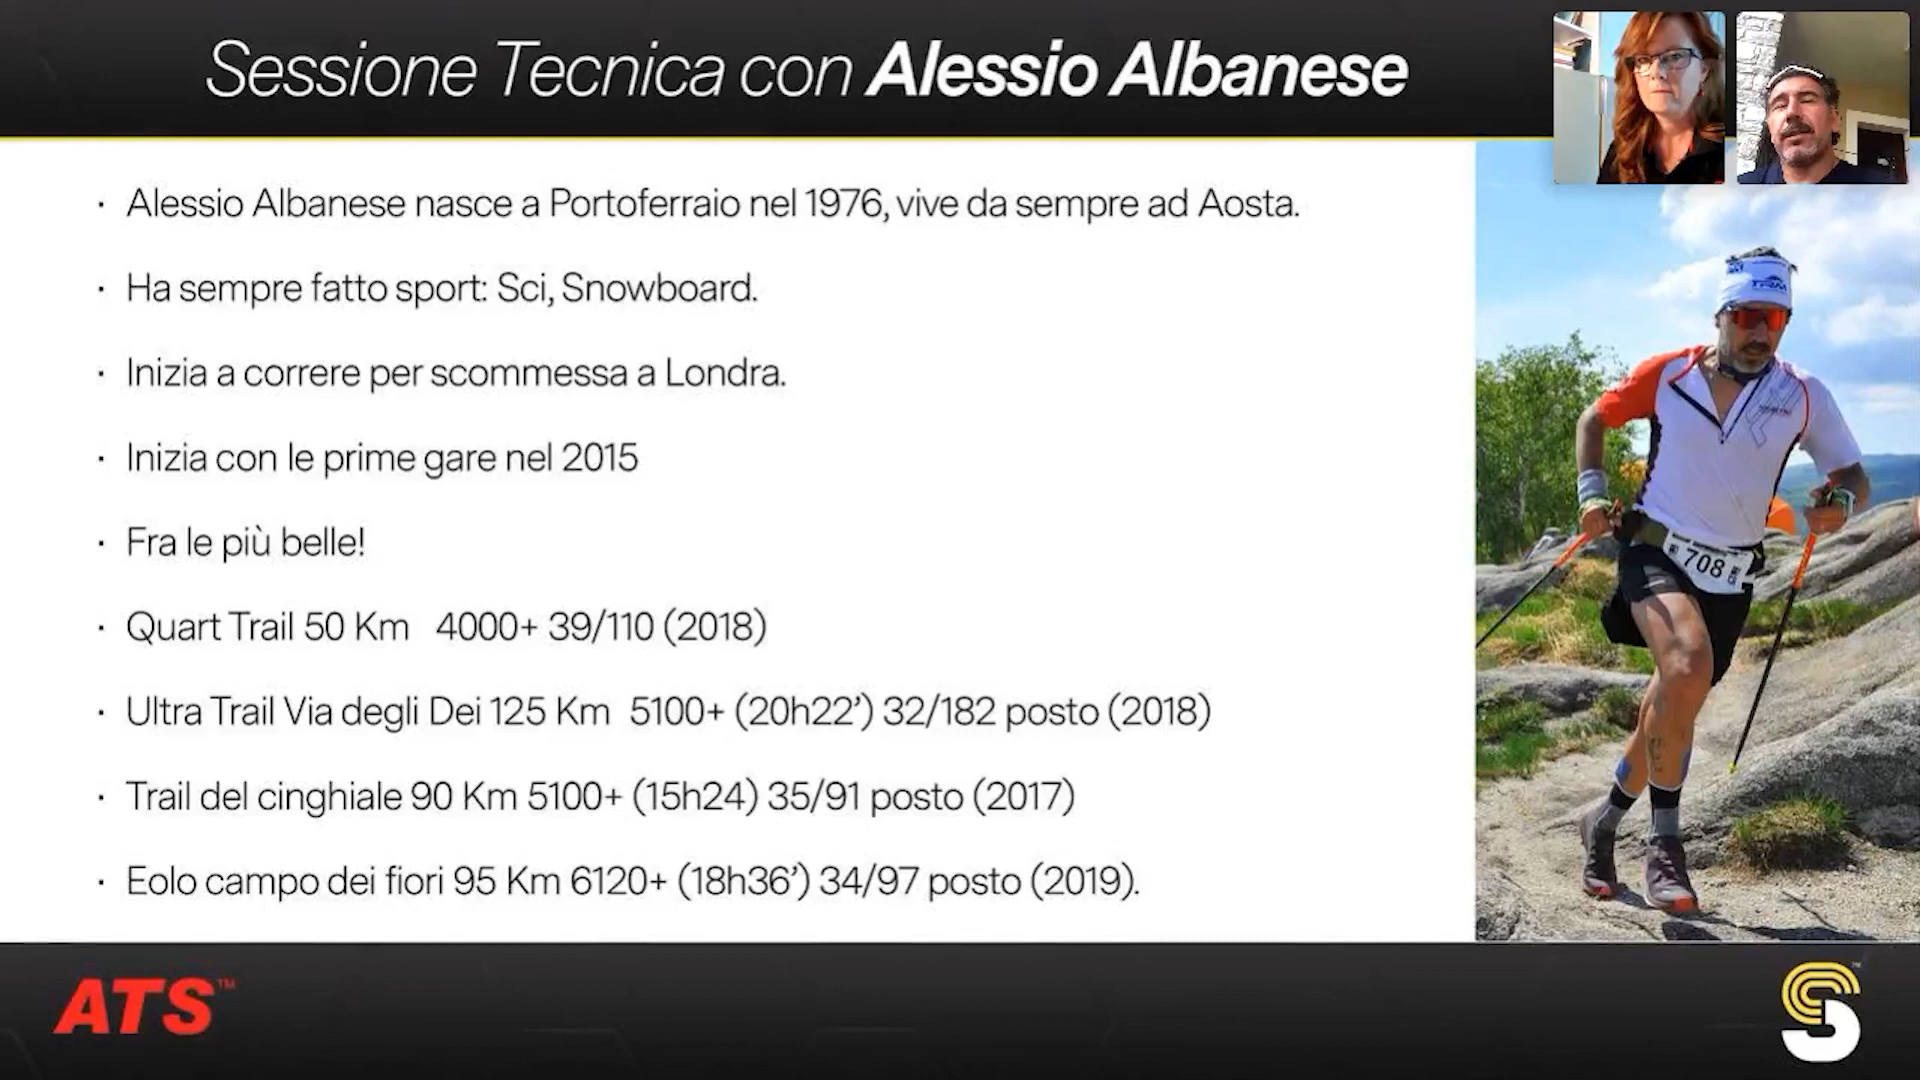 Sessione Tecnica con Alessio Albanese
· Alessio Albanese nasce a Portoferraio nel 1976, vive da sempre ad Aosta.
· Ha sempre fatto sport: Sci, Snowboard.
· Inizia a correre per scommessa a Londra.
· Inizia con le prime gare nel 2015
· Fra le più belle!
· Quart Trail 50 Km 4000+ 39/110 (2018)
· Ultra Trail Via degli Dei 125 Km 5100+ (20h22’) 32/182 posto (2018)
· Trail del cinghiale 90 Km 5100+ (15h24) 35/91 posto (2017)
· Eolo campo dei fiori 95 Km 6120+ (18h36’) 34/97 posto (2019).
708
ATS™
S™